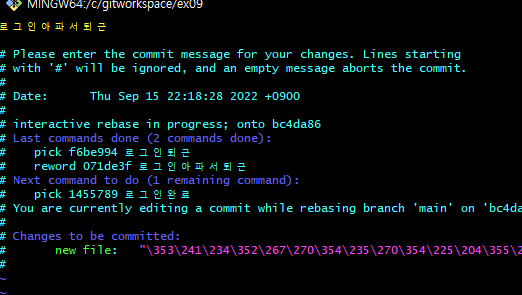 MINGW64:/c/gitworkspace/ex09
로그인아파서퇴근
# Please enter the commit message for your changes. Lines starting
# with '#' will be ignored, and an empty message aborts the commit.
#
# Date:      Thu Sep 15 22:18:28 2022 +0900
#
# interactive rebase in progress; onto bc4da86
# Last commands done (2 commands done):
#    pick f6be994 로그인퇴근
#    reword 071de3f 로그인아파서퇴근
# Next command to do (1 remaining command):
#    pick 1455789 로그인완료
# You are currently editing a commit while rebasing branch 'main' on 'bc4da
#
# Changes to be committed:
#       new file:   "\353\241\234\352\267\270\354\235\270\354\225\204\355\2
#
~
~